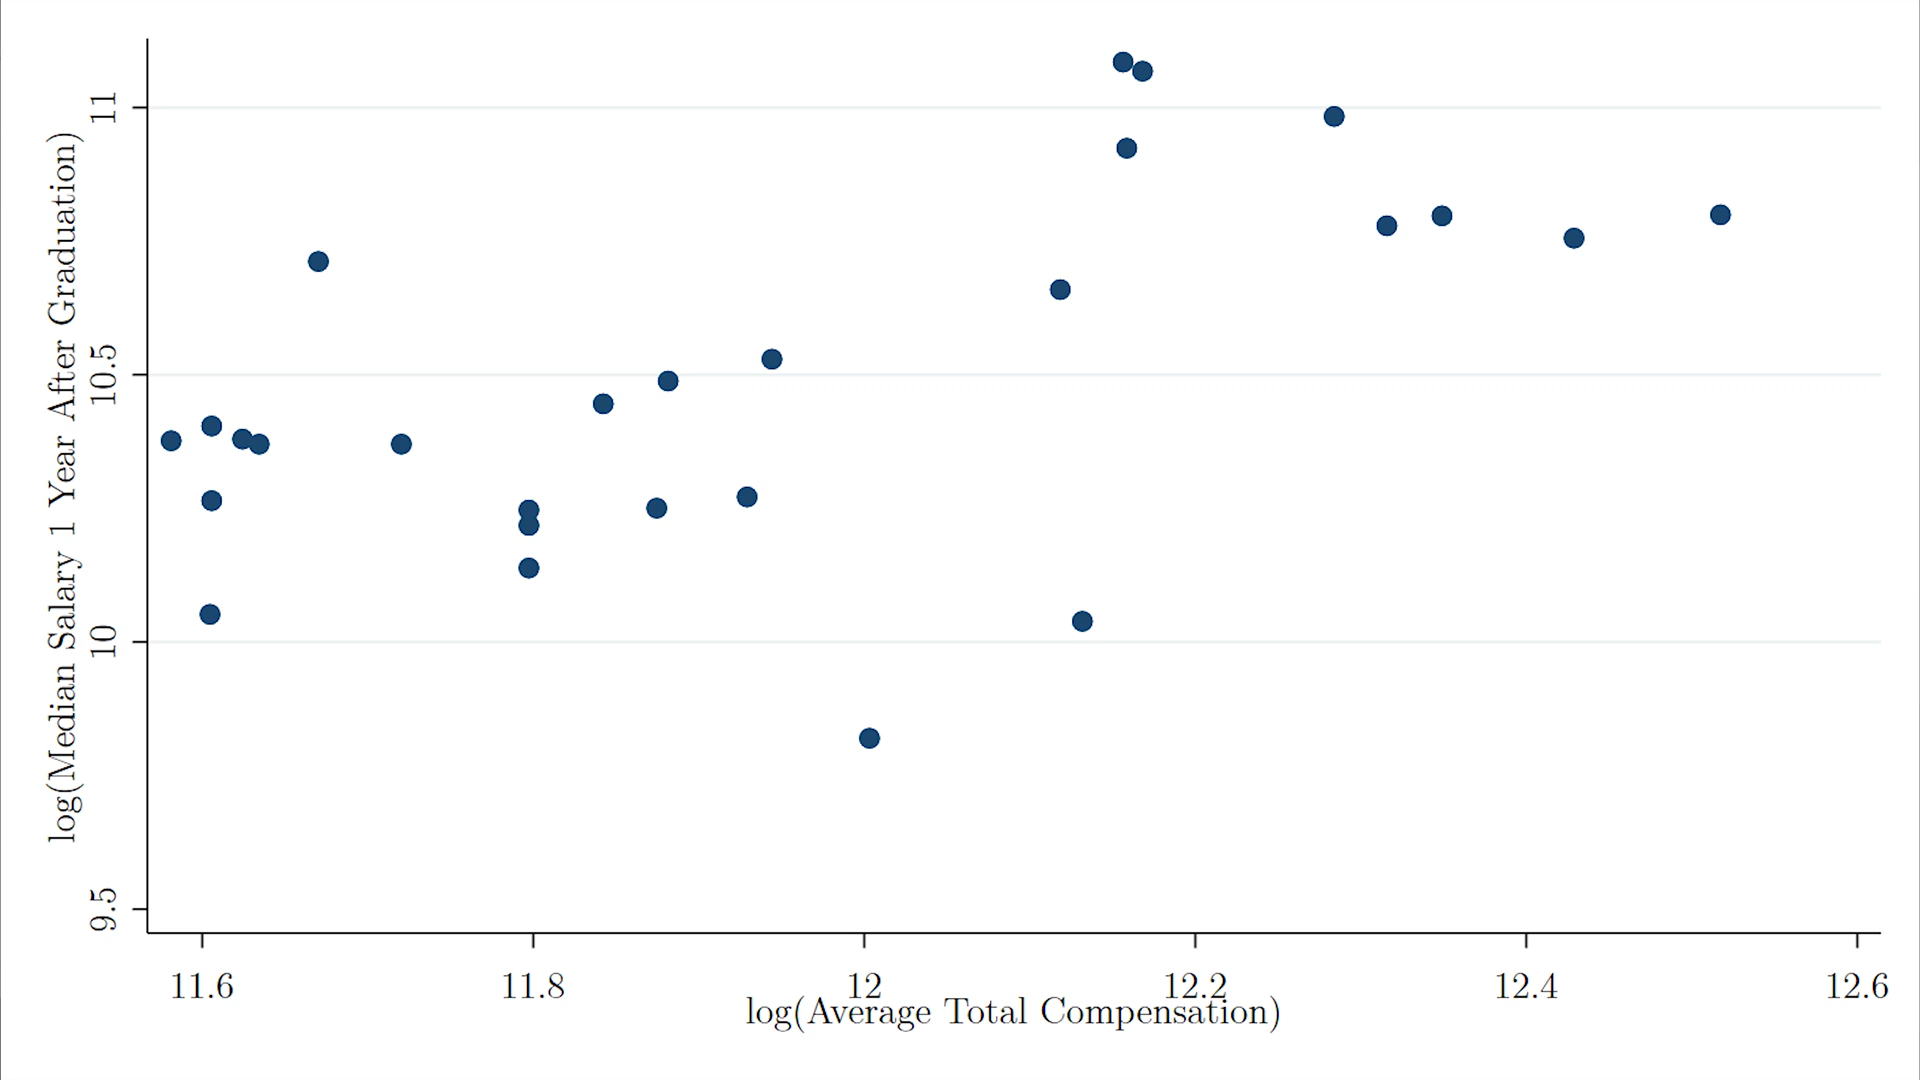 log(Median Salary 1 Year After Graduation)
11
10.5
10
9.5
11.6 11.8 12 12.2 12.4 12.6
log(Average Total Compensation)